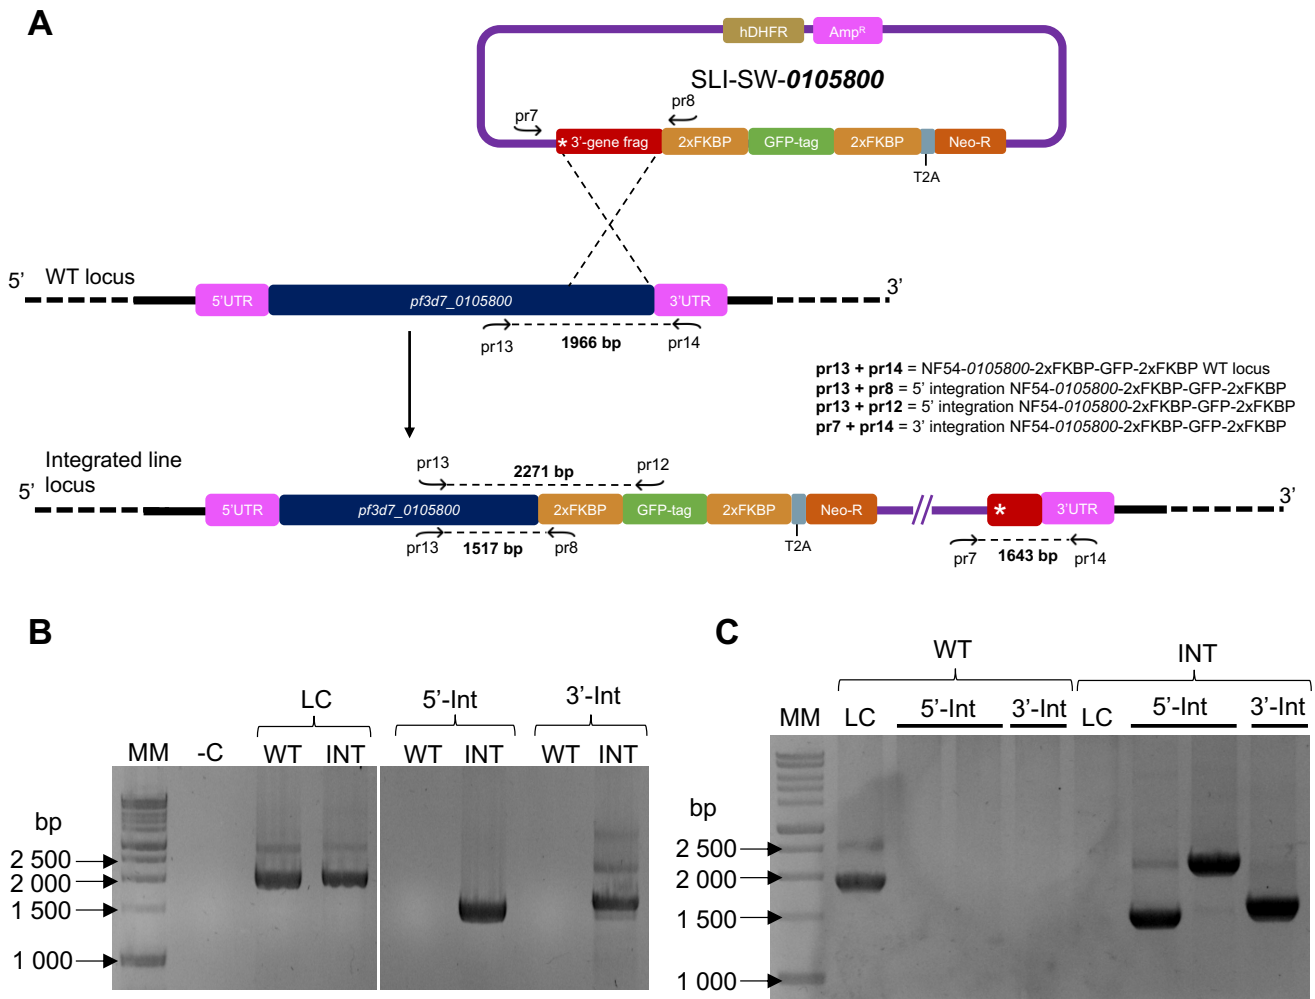 A
hDHFR
AmpR
SLI-SW-0105800
pr7
pr8
* 3'-gene frag
2xFKBP
GFP-tag
2xFKBP
Neo-R
T2A
5' WT locus 3'
5'UTR
pf3d7_0105800
3'UTR
pr13
1966 bp
pr14
pr13 + pr14 = NF54-0105800-2xFKBP-GFP-2xFKBP WT locus
pr13 + pr8 = 5' integration NF54-0105800-2xFKBP-GFP-2xFKBP
pr13 + pr12 = 5' integration NF54-0105800-2xFKBP-GFP-2xFKBP
pr7 + pr14 = 3' integration NF54-0105800-2xFKBP-GFP-2xFKBP
Integrated line
locus
5'
3'
pr13
2271 bp
pr12
5'UTR
pf3d7_0105800
2xFKBP
GFP-tag
2xFKBP
Neo-R
*
3'UTR
pr13
1517 bp
pr8
T2A
pr7
1643 bp
pr14
B
LC
5'-Int
3'-Int
MM
-C
WT
INT
WT
INT
WT
INT
bp
2 500
2 000
1 500
1 000
C
WT
INT
MM
LC
5'-Int
3'-Int
LC
5'-Int
3'-Int
bp
2 500
2 000
1 500
1 000